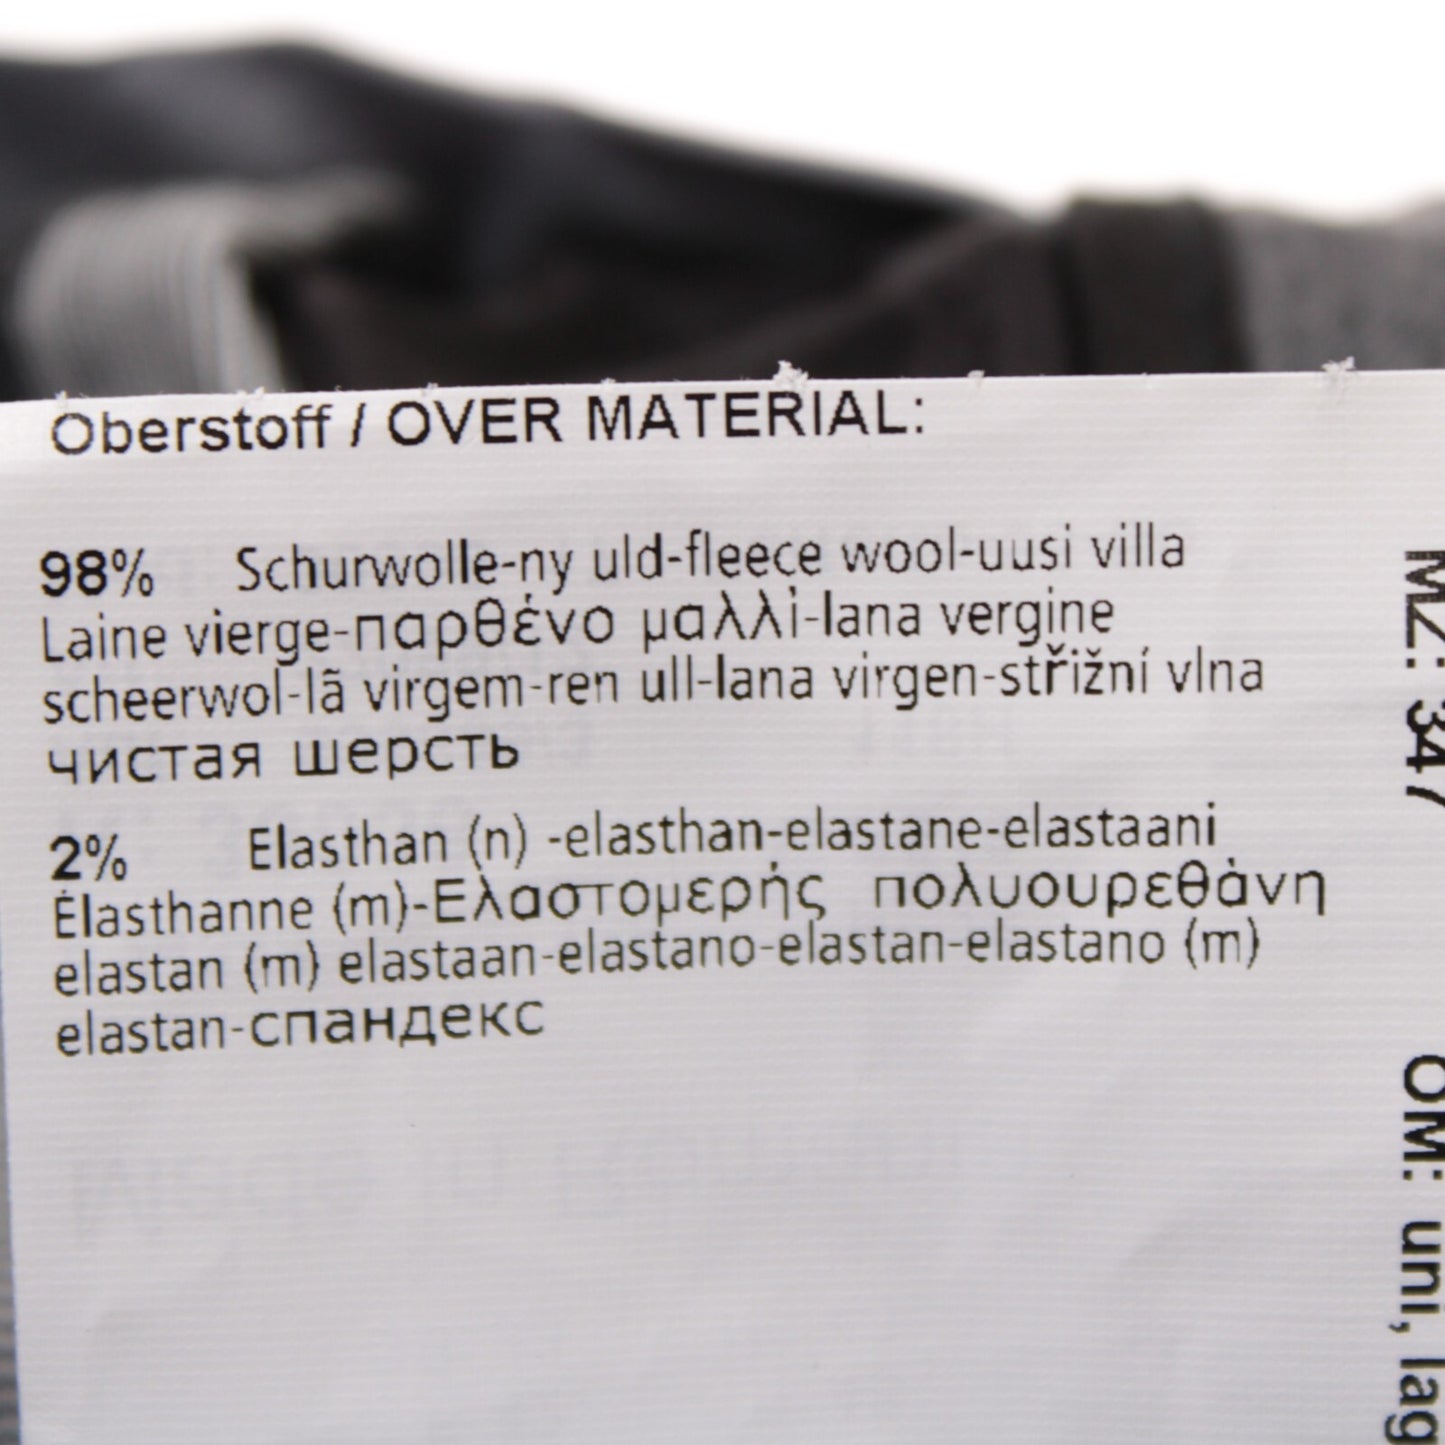 Oberstoff / OVER MATERIAL:
98% Schurwolle-ny uld-fleece wool-uusi villa
Laine vierge-παρθένο μαλλί-lana vergine
scheerwol-lã virgem-ren ull-lana virgen-střižní vlna
чистая шерсть
2% Elasthan (n) -elasthan-elastane-elastaani
Élasthanne (m)-Ελαστομερής πολυουρεθάνη
elastan (m) elastaan-elastano-elastan-elastano (m)
elastan-спандекс
MZ: 347
OM: uni, lag